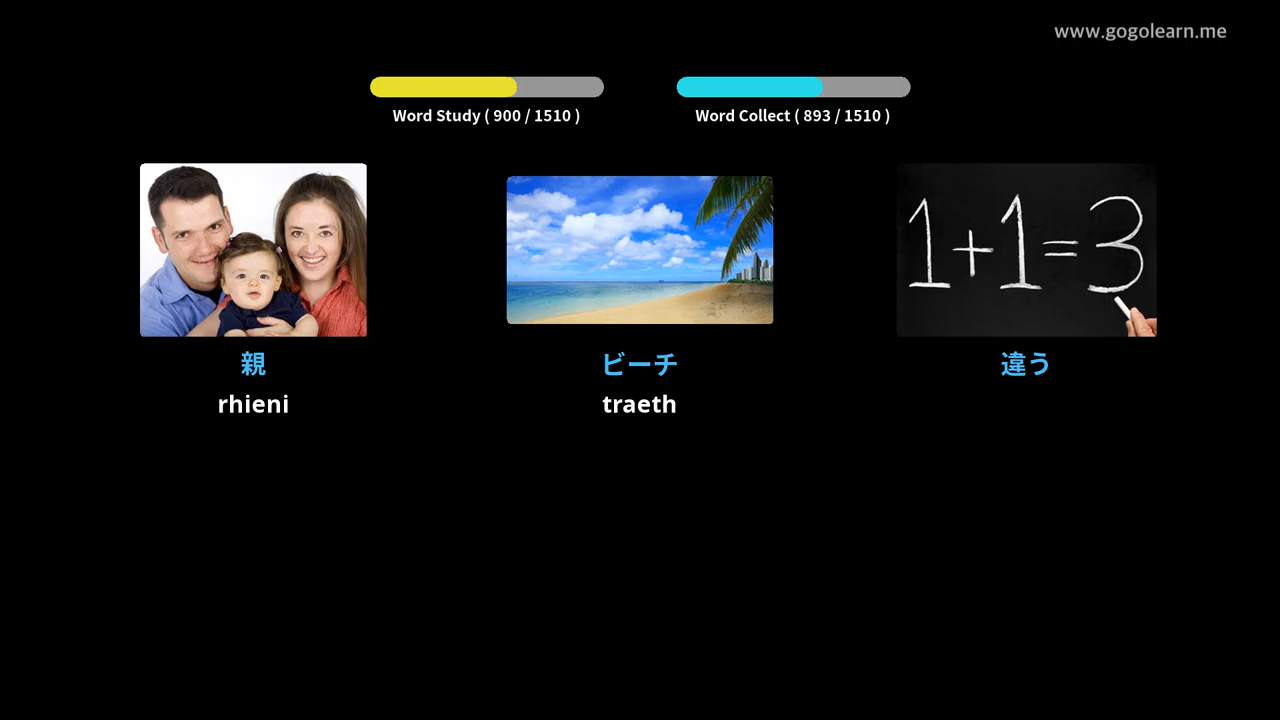 www.gogolearn.me
Word Study ( 900 / 1510 )
Word Collect ( 893 / 1510 )
1+1=3
親
ビーチ
違う
rhieni
traeth